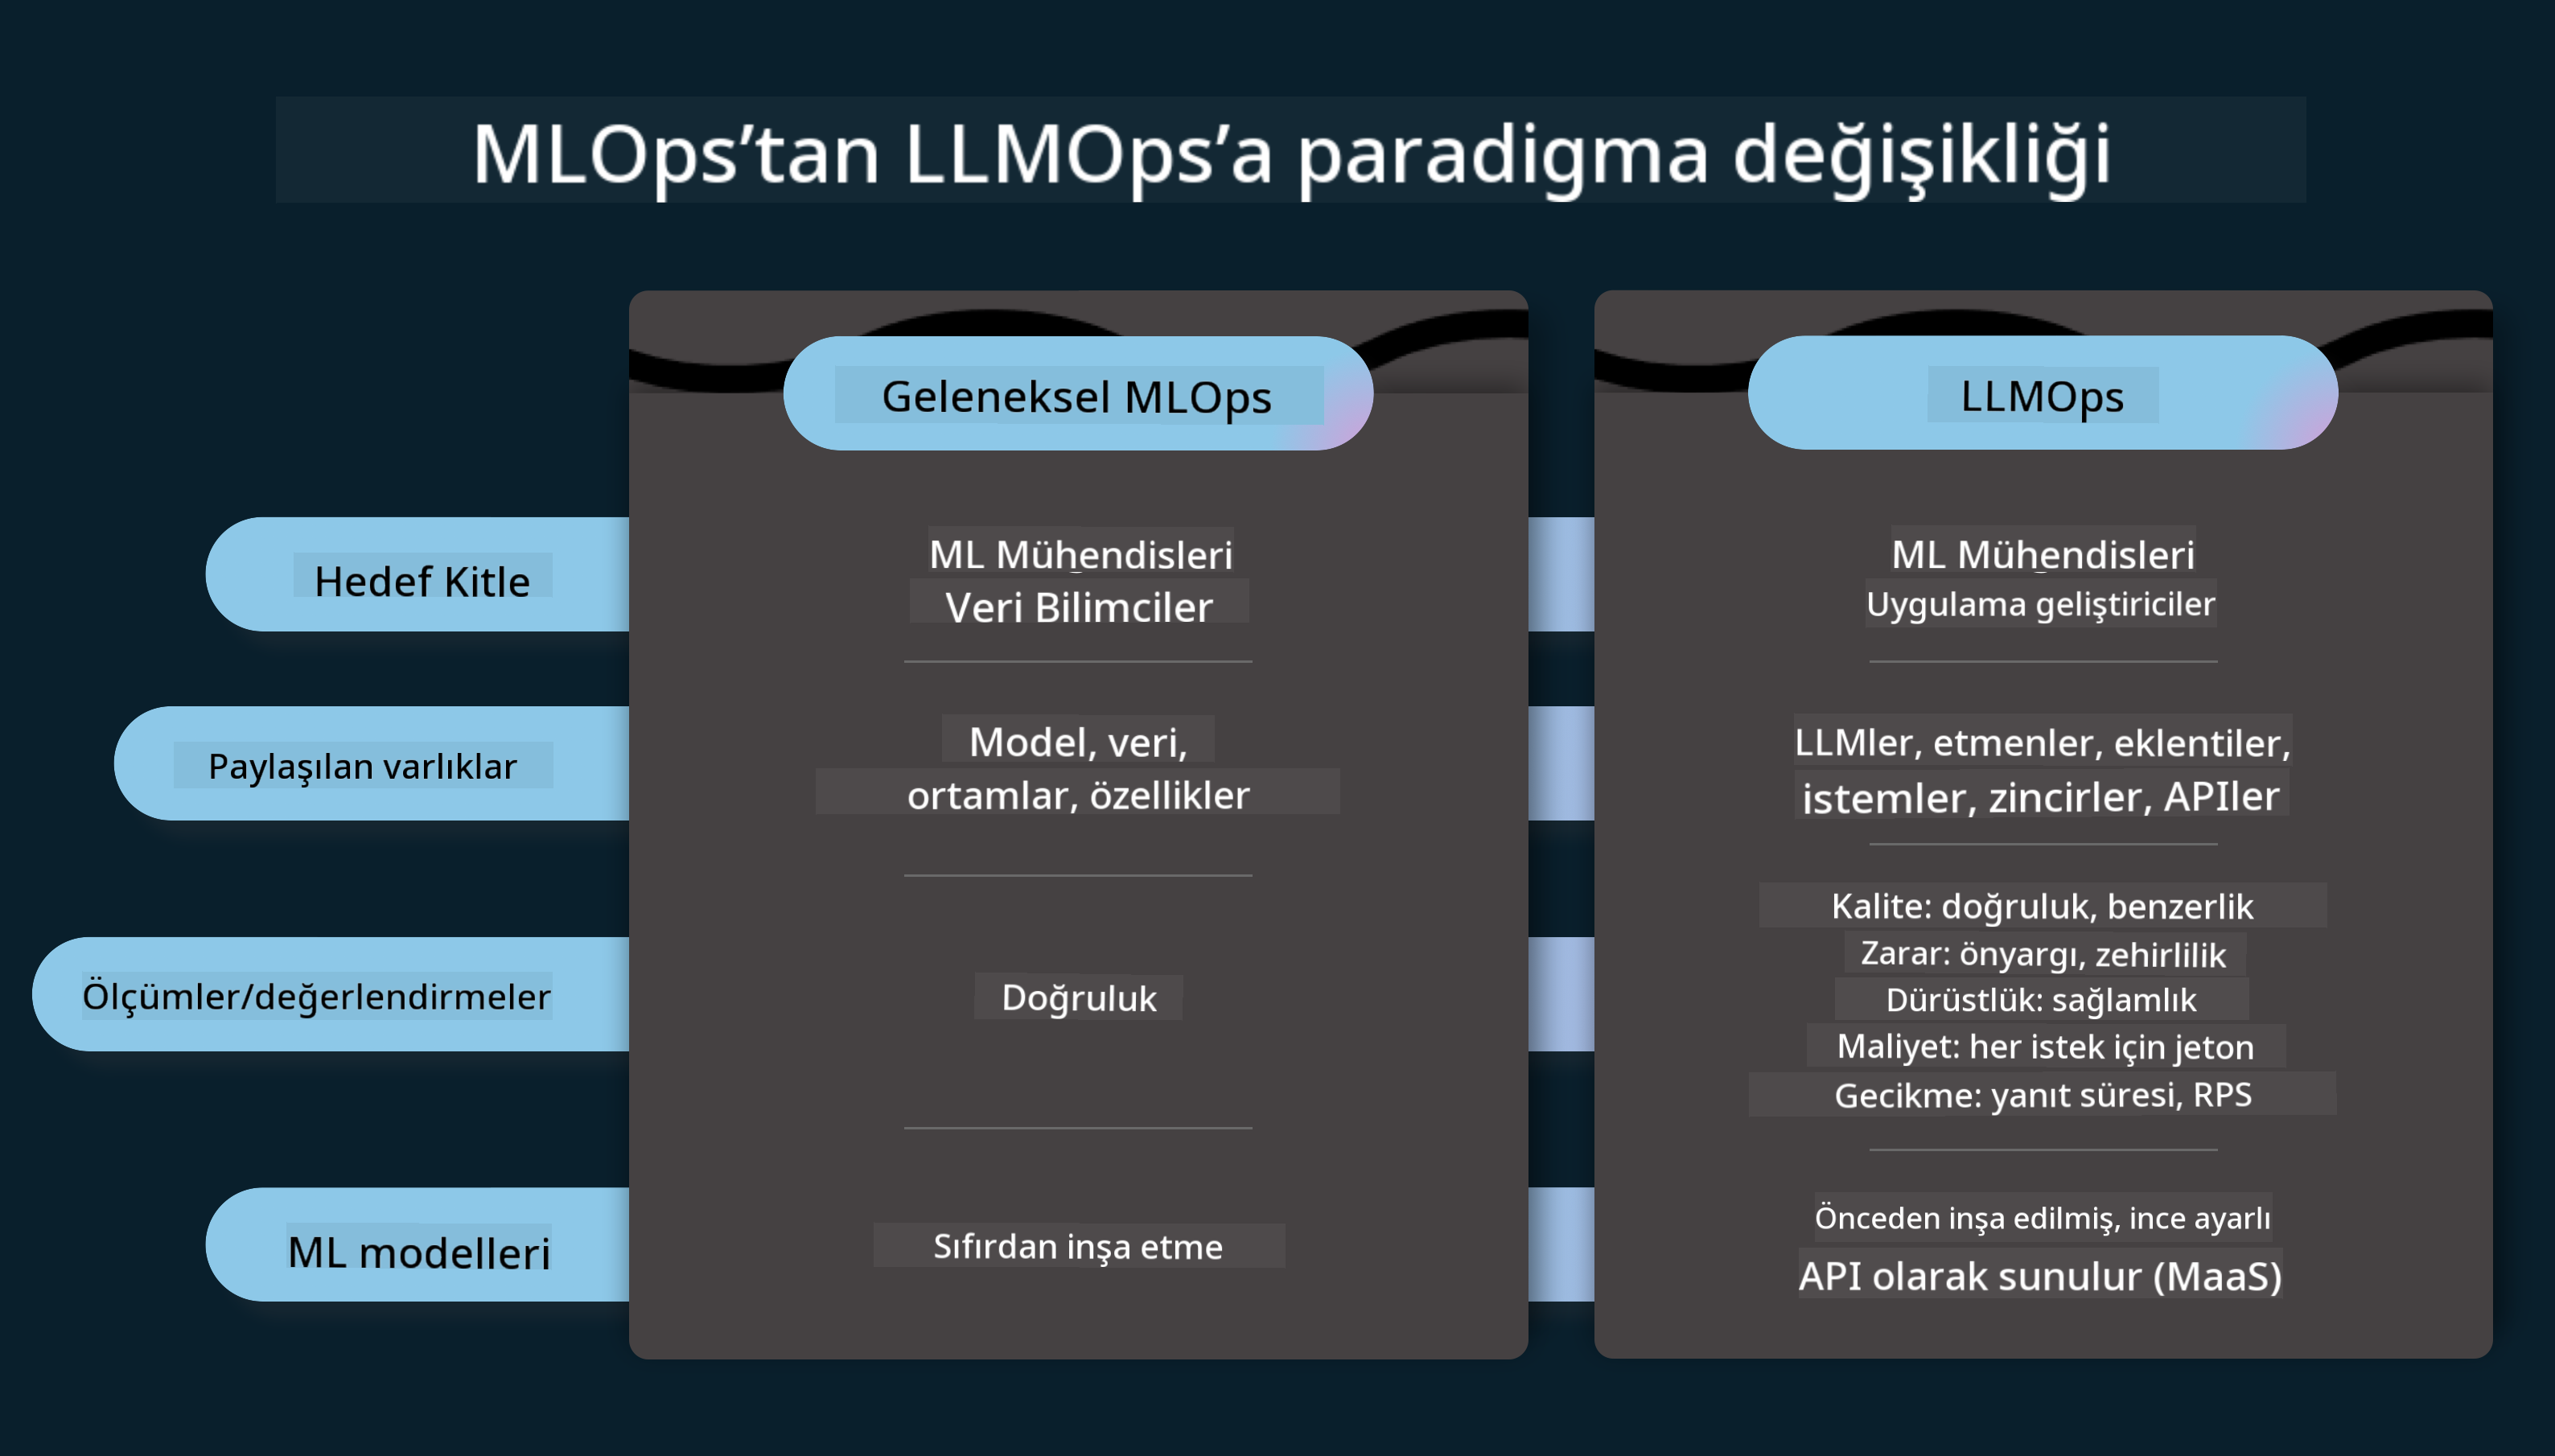 MLOps’tan LLMOps’a paradigma değişikliği
Geleneksel MLOps
LLMOps
Hedef Kitle
ML Mühendisleri
Veri Bilimciler
ML Mühendisleri
Uygulama geliştiriciler
Paylaşılan varlıklar
Model, veri,
ortamlar, özellikler
LLMler, etmenler, eklentiler,
istemler, zincirler, APIler
Ölçümler/değerlendirmeler
Doğruluk
Kalite: doğruluk, benzerlik
Zarar: önyargı, zehirlilik
Dürüstlük: sağlamlık
Maliyet: her istek için jeton
Gecikme: yanıt süresi, RPS
ML modelleri
Sıfırdan inşa etme
Önceden inşa edilmiş, ince ayarlı
API olarak sunulur (MaaS)